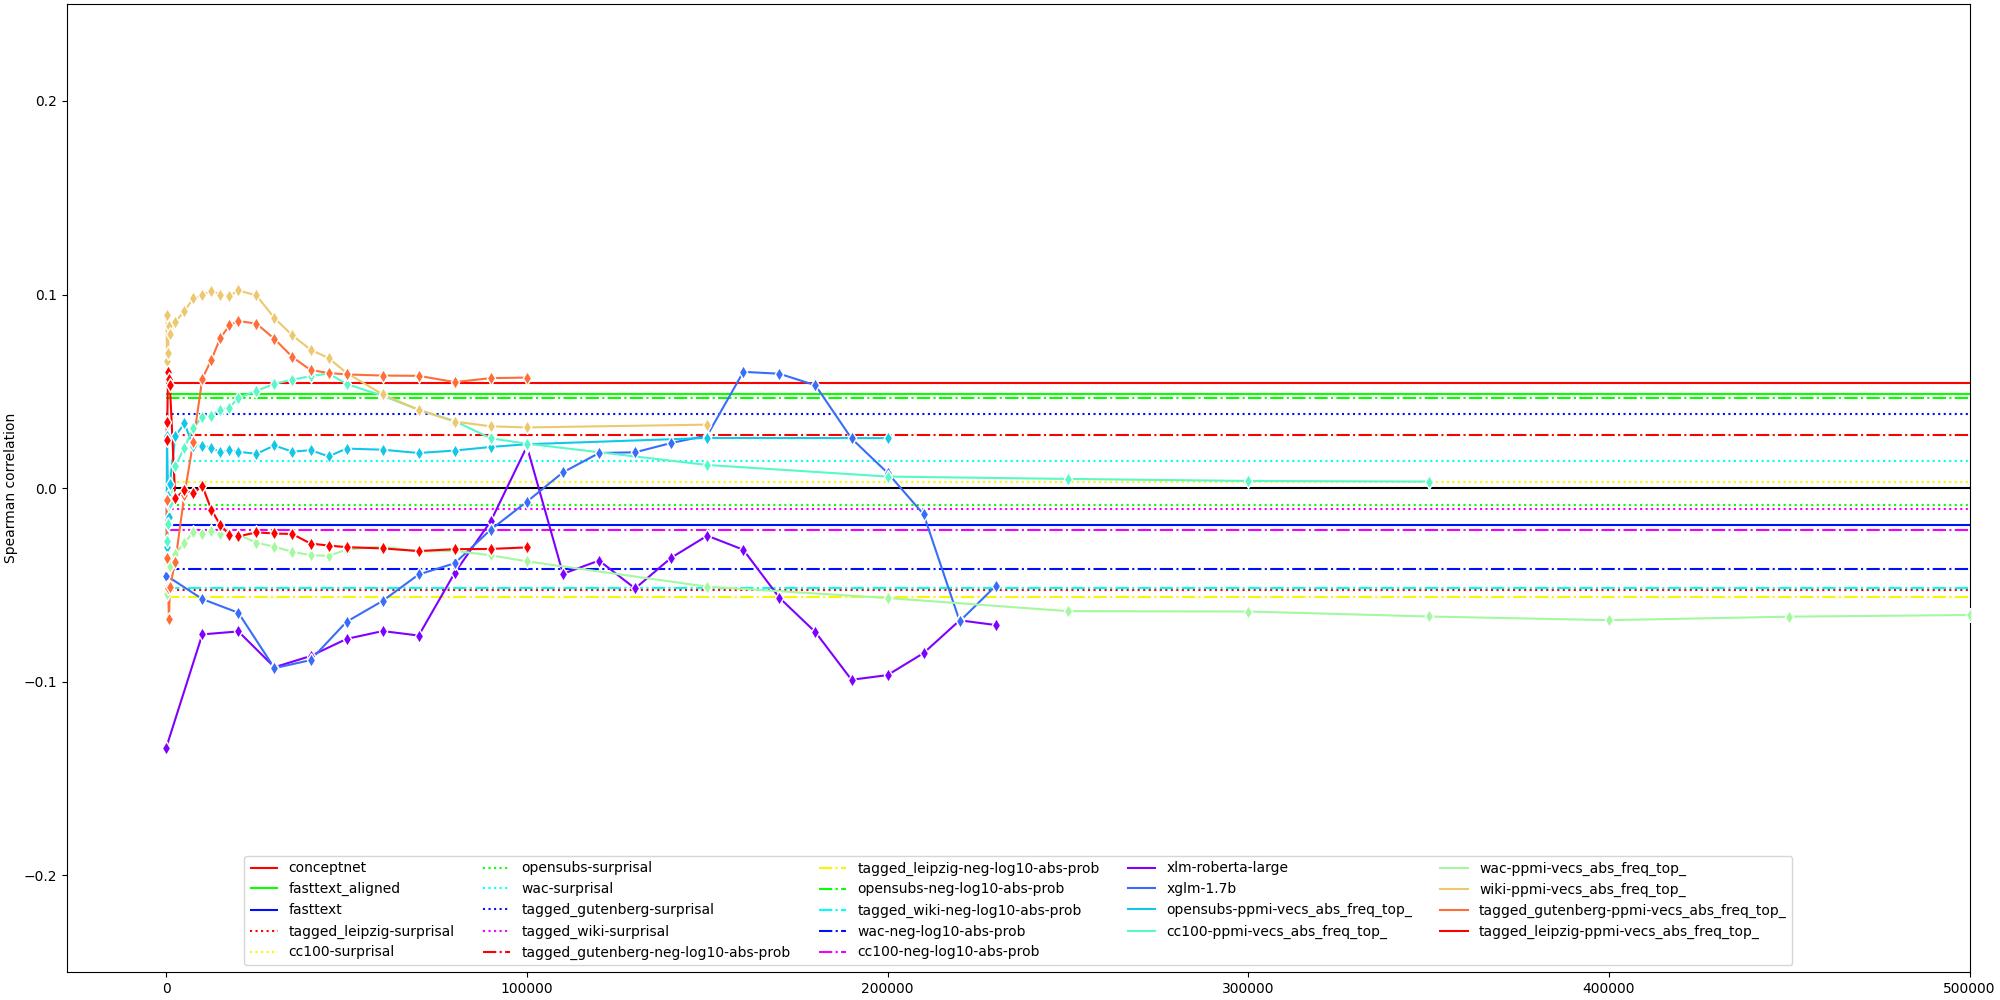 0.2
0.1
0.0
−0.1
−0.2
Spearman correlation
conceptnet
fasttext_aligned
fasttext
tagged_leipzig-surprisal
cc100-surprisal
opensubs-surprisal
wac-surprisal
tagged_gutenberg-surprisal
tagged_wiki-surprisal
tagged_gutenberg-neg-log10-abs-prob
tagged_leipzig-neg-log10-abs-prob
opensubs-neg-log10-abs-prob
tagged_wiki-neg-log10-abs-prob
wac-neg-log10-abs-prob
cc100-neg-log10-abs-prob
xlm-roberta-large
xglm-1.7b
opensubs-ppmi-vecs_abs_freq_top_
cc100-ppmi-vecs_abs_freq_top_
wac-ppmi-vecs_abs_freq_top_
wiki-ppmi-vecs_abs_freq_top_
tagged_gutenberg-ppmi-vecs_abs_freq_top_
tagged_leipzig-ppmi-vecs_abs_freq_top_
0 100000 200000 300000 400000 500000